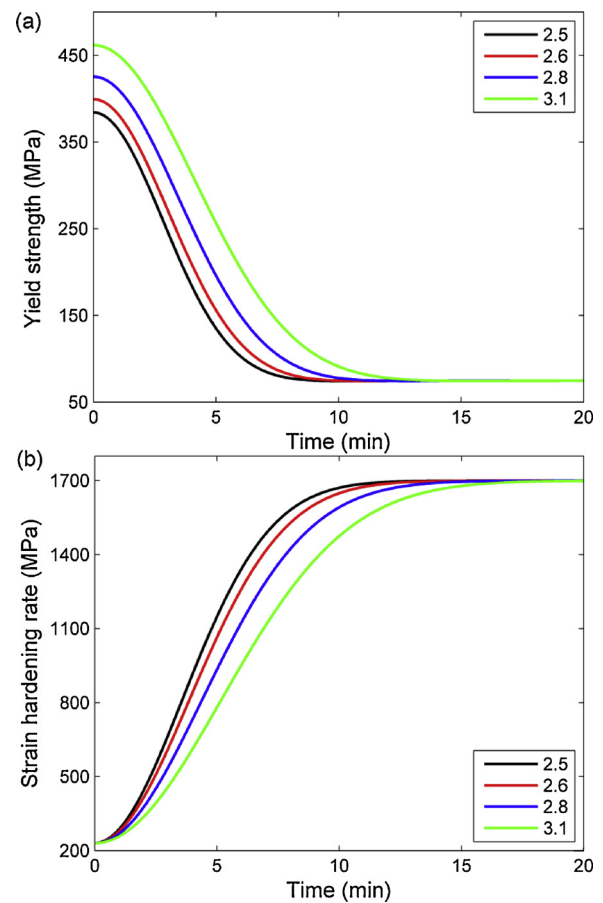 (a)
450
350
250
150
50
Yield strength (MPa)
2.5
2.6
2.8
3.1
0 5 10 15 20
Time (min)
(b)
1700
1400
1100
800
500
200
Strain hardening rate (MPa)
2.5
2.6
2.8
3.1
0 5 10 15 20
Time (min)